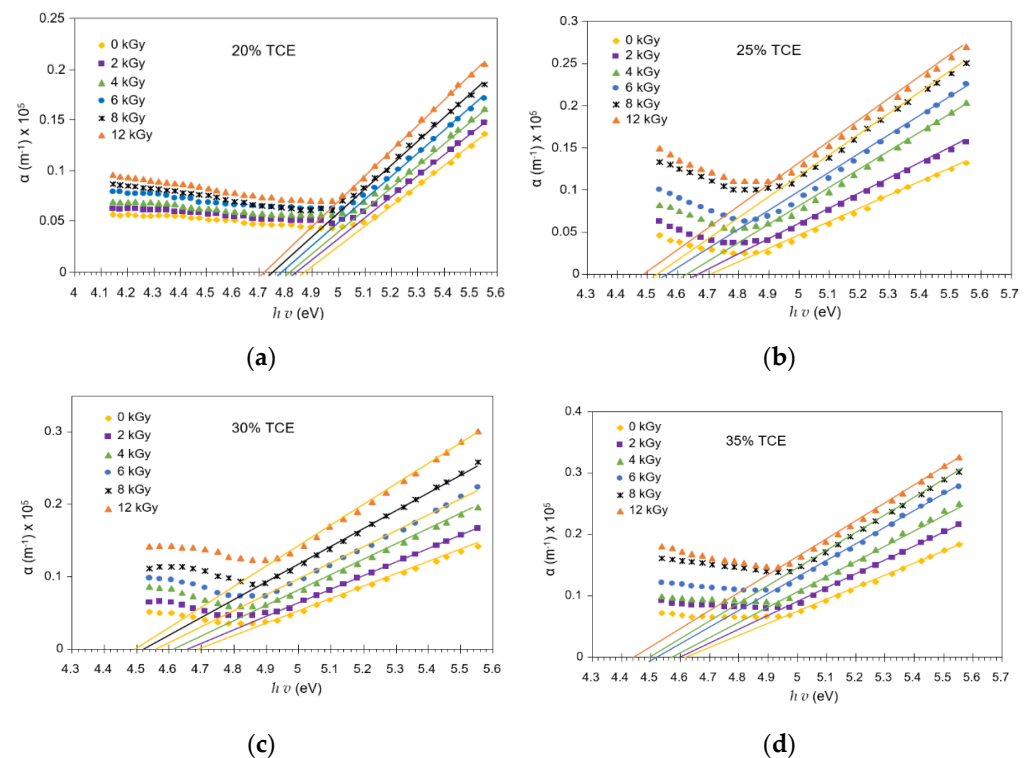 0.25
0.2
0.15
0.1
0.05
0
α (m⁻¹) x 10⁵
20% TCE
0 kGy
2 kGy
4 kGy
6 kGy
8 kGy
12 kGy
4 4.1 4.2 4.3 4.4 4.5 4.6 4.7 4.8 4.9 5 5.1 5.2 5.3 5.4 5.5 5.6
h υ (eV)
(a)
0.3
0.25
0.2
0.15
0.1
0.05
0
α (m⁻¹) x 10⁵
25% TCE
0 kGy
2 kGy
4 kGy
6 kGy
8 kGy
12 kGy
4.3 4.4 4.5 4.6 4.7 4.8 4.9 5 5.1 5.2 5.3 5.4 5.5 5.6
h υ (eV)
(b)
0.3
0.2
0.1
0
α (m⁻¹) x 10⁵
30% TCE
0 kGy
2 kGy
4 kGy
6 kGy
8 kGy
12 kGy
4.3 4.4 4.5 4.6 4.7 4.8 4.9 5 5.1 5.2 5.3 5.4 5.5 5.6
h υ (eV)
(c)
0.4
0.3
0.2
0.1
0
α (m⁻¹) x 10⁵
35% TCE
0 kGy
2 kGy
4 kGy
6 kGy
8 kGy
12 kGy
4.3 4.4 4.5 4.6 4.7 4.8 4.9 5 5.1 5.2 5.3 5.4 5.5 5.6
h υ (eV)
(d)